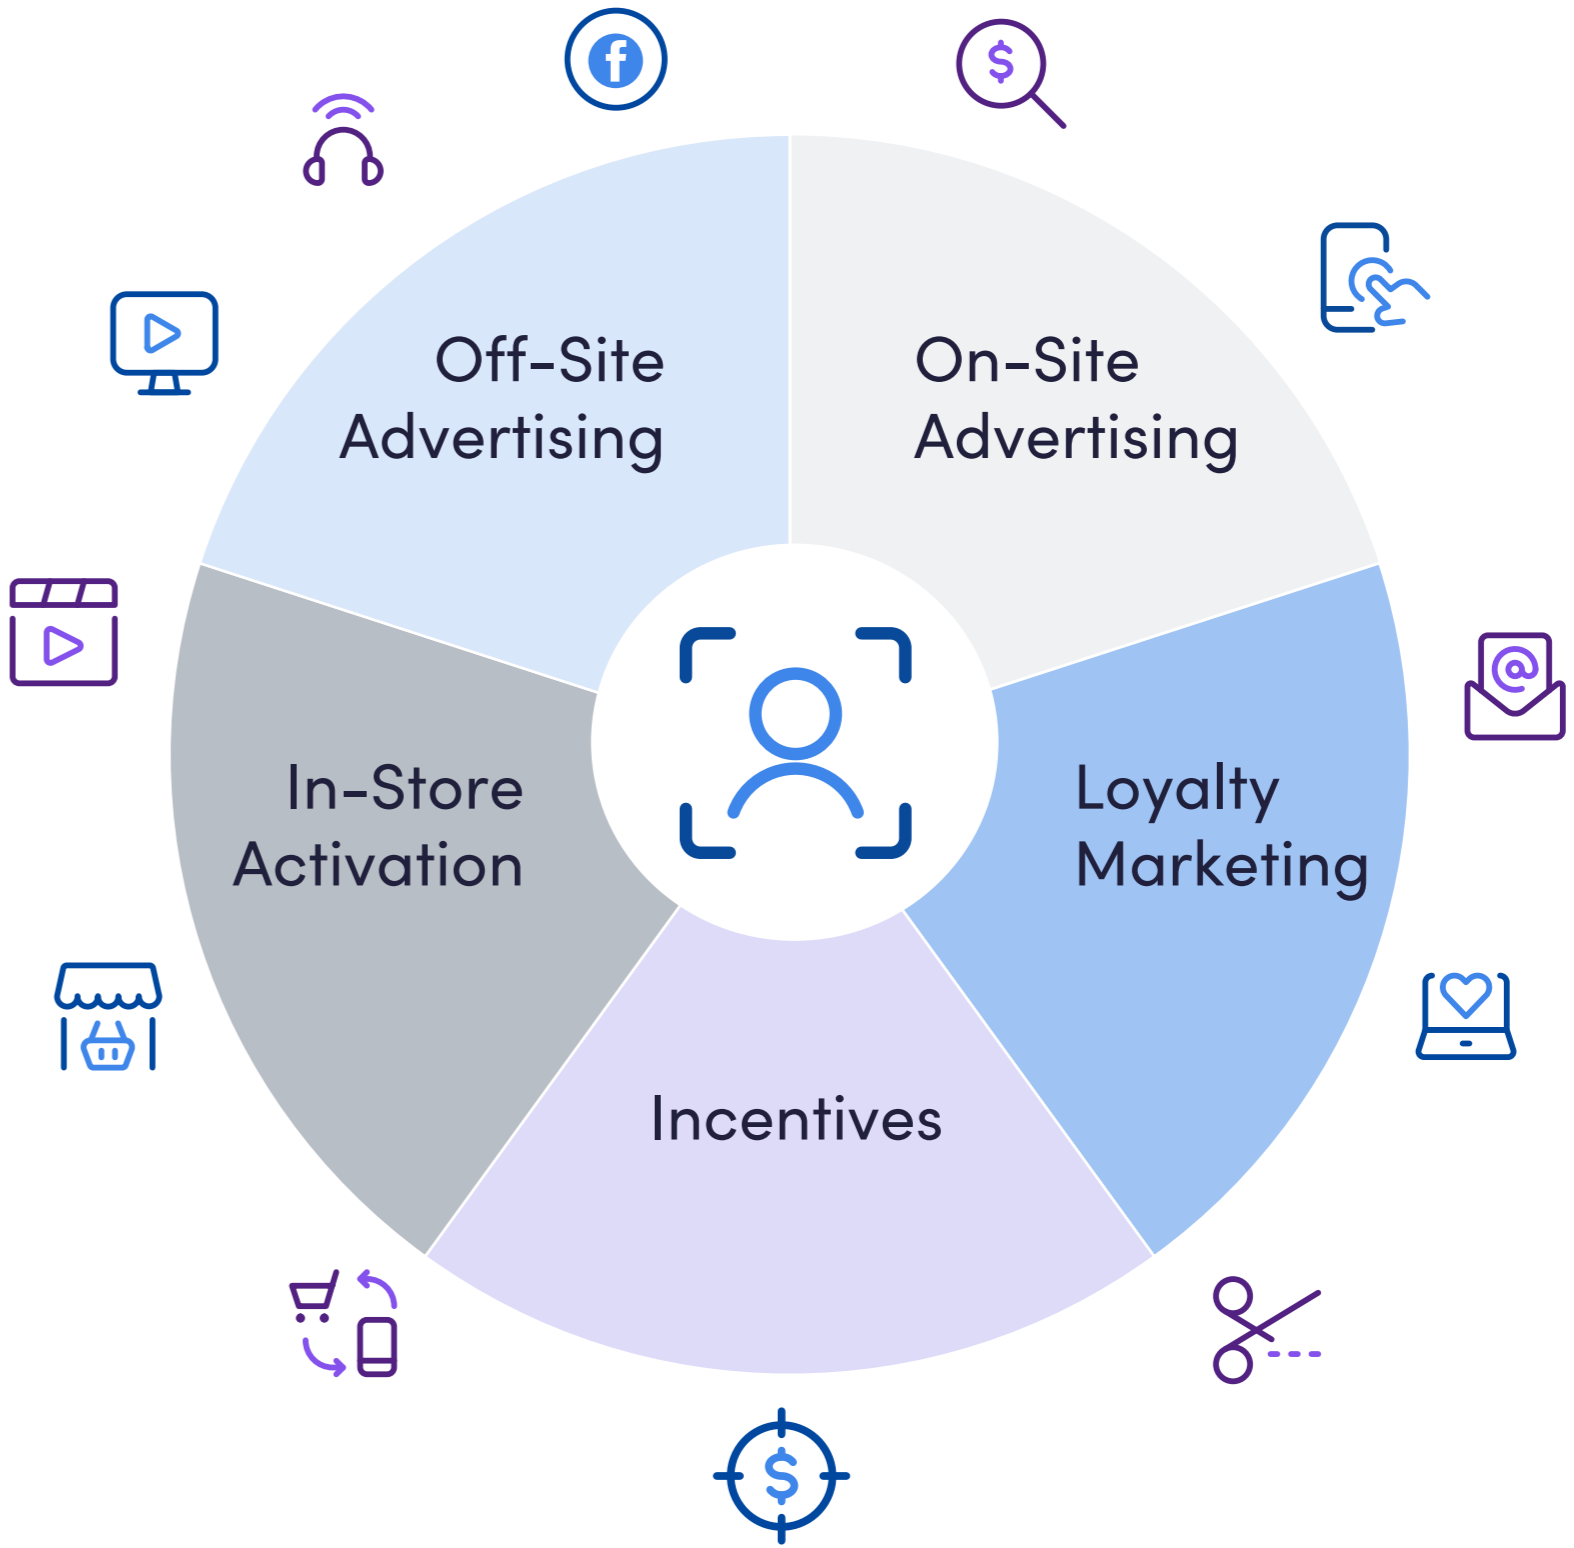 Off-Site
Advertising
On-Site
Advertising
In-Store
Activation
Loyalty
Marketing
Incentives